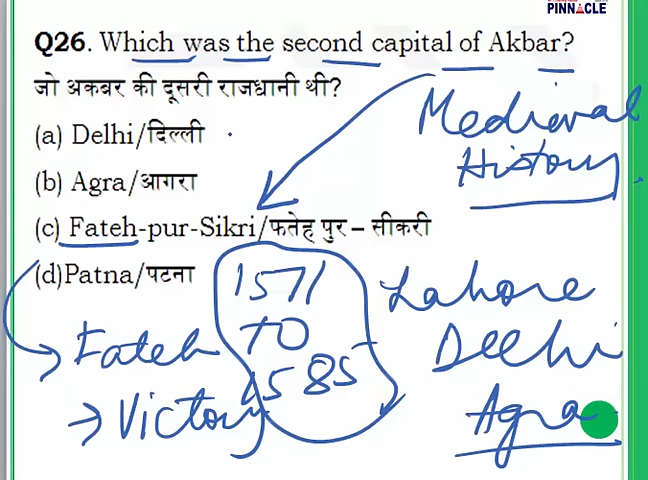 PINNACLE
Q26. Which was the second capital of Akbar?
जो अकबर की दूसरी राजधानी थी?
(a) Delhi/दिल्ली
(b) Agra/आगरा
(c) Fateh-pur-Sikri/फतेह पुर – सीकरी
(d)Patna/पटना
Medieval
History
1571
TO
1585
Fateh
→ Victory
Lahore
Delhi
Agra